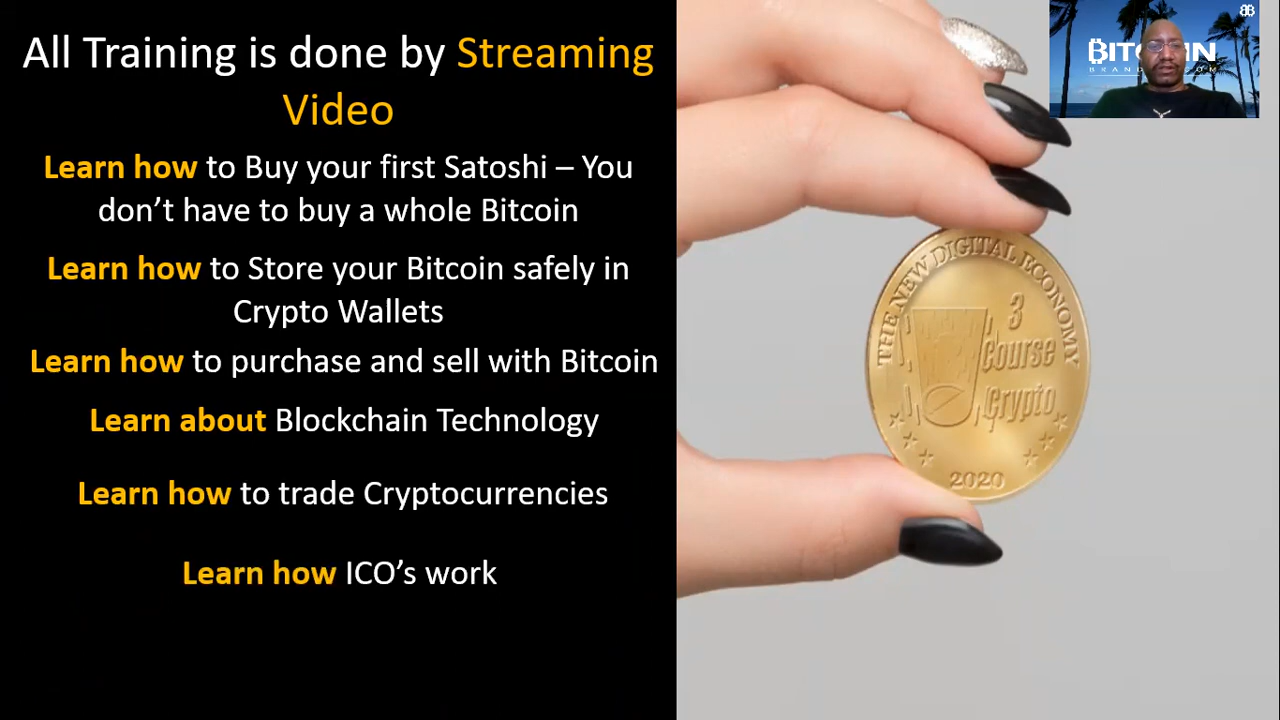 All Training is done by Streaming
Video
Learn how to Buy your first Satoshi – You
don’t have to buy a whole Bitcoin
Learn how to Store your Bitcoin safely in
Crypto Wallets
Learn how to purchase and sell with Bitcoin
Learn about Blockchain Technology
Learn how to trade Cryptocurrencies
Learn how ICO’s work
THE NEW DIGITAL ECONOMY
3
Course
Crypto
2020